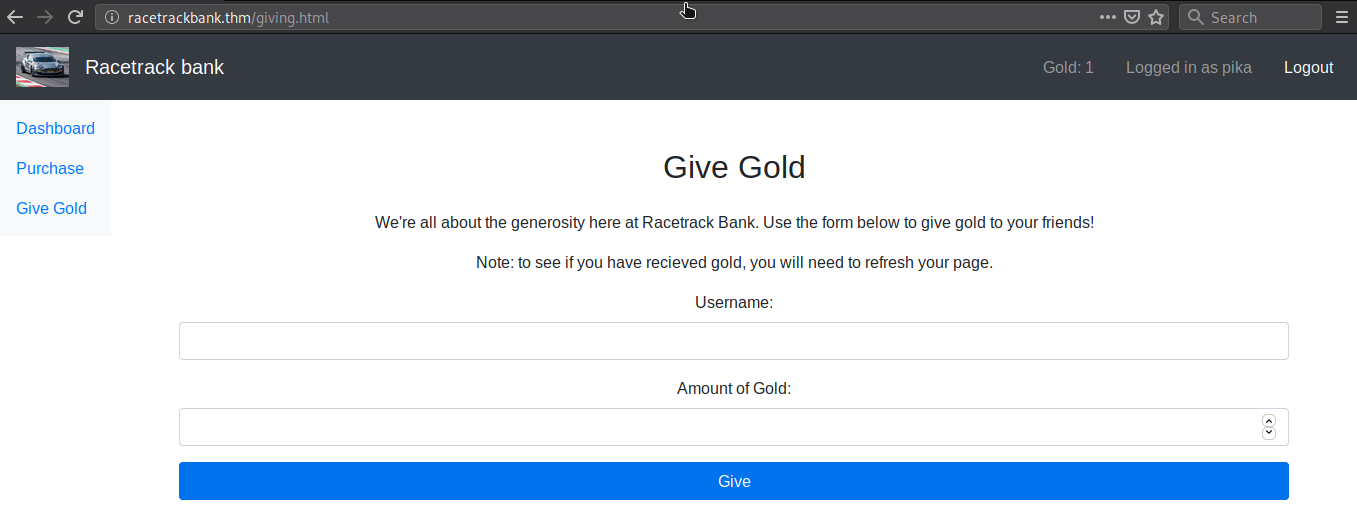 racetrackbank.thm/giving.html
Search
Racetrack bank
Gold: 1
Logged in as pika
Logout
Dashboard
Purchase
Give Gold
Give Gold
We're all about the generosity here at Racetrack Bank. Use the form below to give gold to your friends!
Note: to see if you have recieved gold, you will need to refresh your page.
Username:
Amount of Gold:
Give